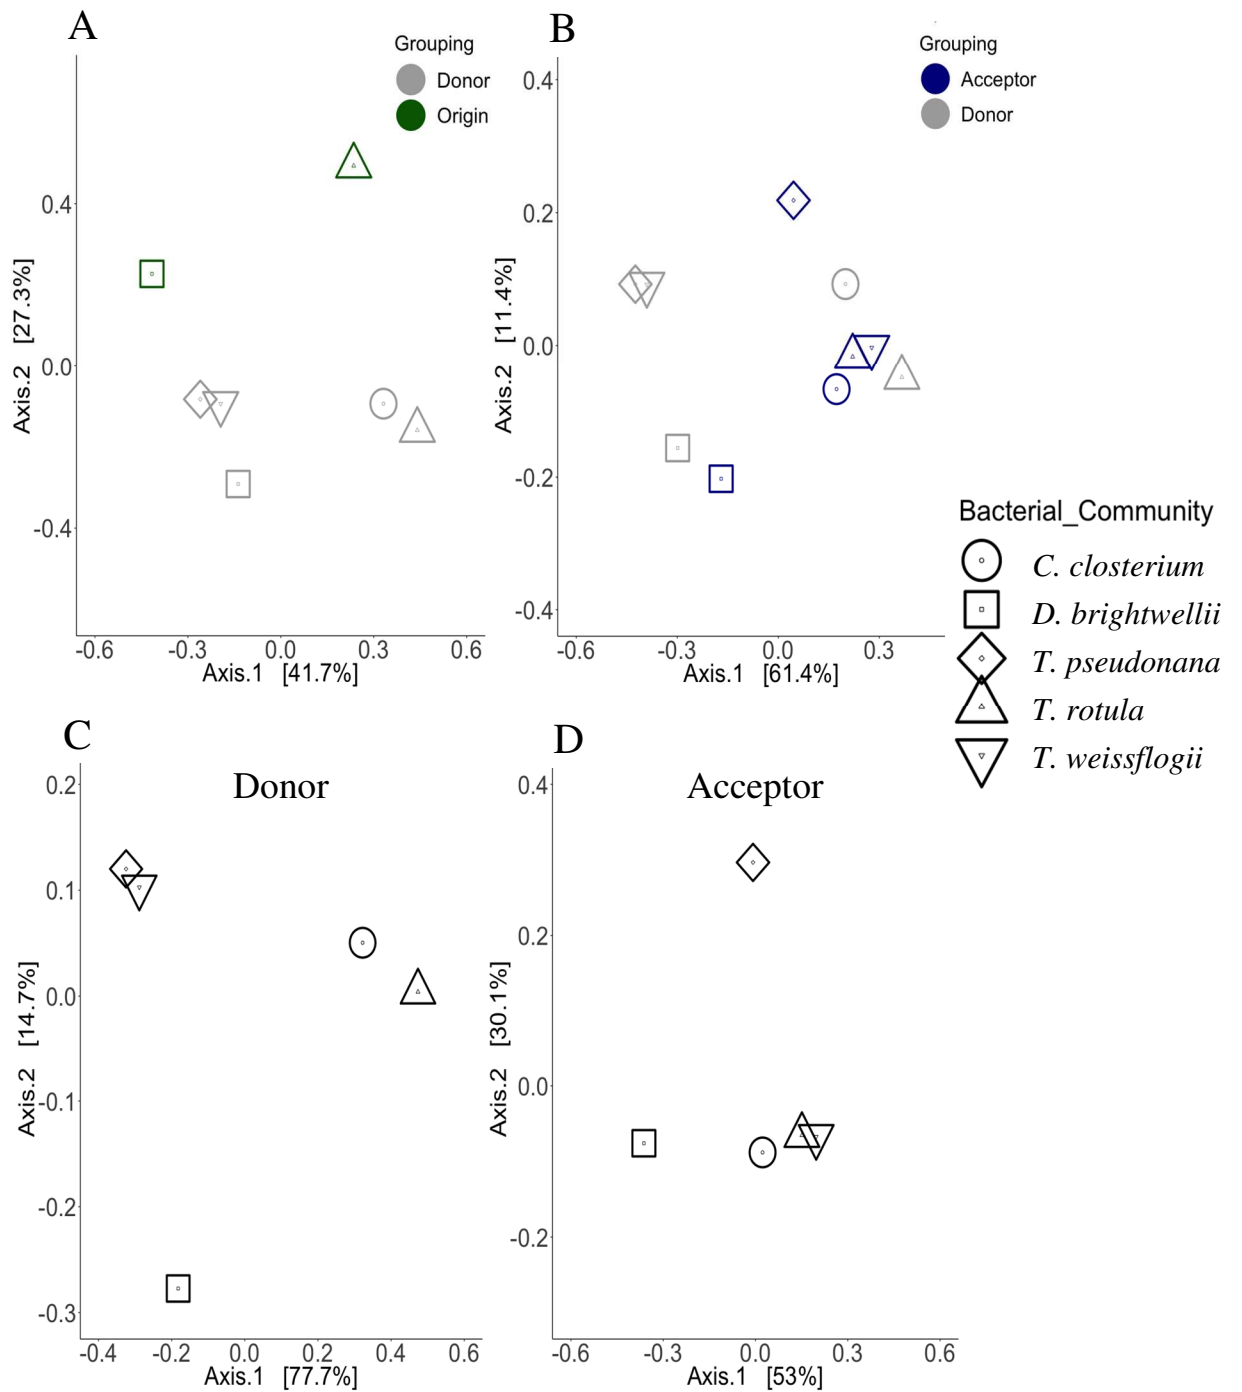 A
Grouping
Donor
Origin
0.4
0.0
-0.4
Axis.2 [27.3%]
-0.6
-0.3
0.0
0.3
0.6
Axis.1 [41.7%]
B
Grouping
Acceptor
Donor
0.4
0.2
0.0
-0.2
-0.4
Axis.2 [11.4%]
-0.6
-0.3
0.0
0.3
Axis.1 [61.4%]
Bacterial_Community
C. closterium
D. brightwellii
T. pseudonana
T. rotula
T. weissflogii
C
Donor
0.2
0.1
0.0
-0.1
-0.2
-0.3
Axis.2 [14.7%]
-0.4
-0.2
0.0
0.2
0.4
0.6
Axis.1 [77.7%]
D
Acceptor
0.4
0.2
0.0
-0.2
Axis.2 [30.1%]
-0.6
-0.3
0.0
0.3
0.6
Axis.1 [53%]